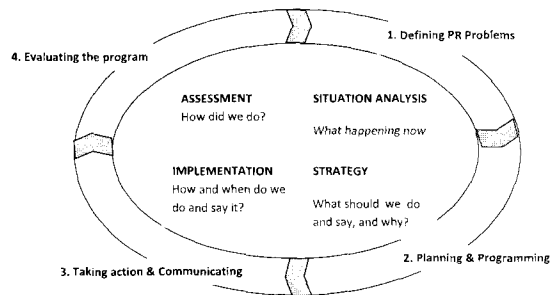 1. Defining PR Problems
4. Evaluating the program
ASSESSMENT
How did we do?
SITUATION ANALYSIS
What happening now
IMPLEMENTATION
How and when do we
do and say it?
STRATEGY
What should we do
and say, and why?
2. Planning & Programming
3. Taking action & Communicating